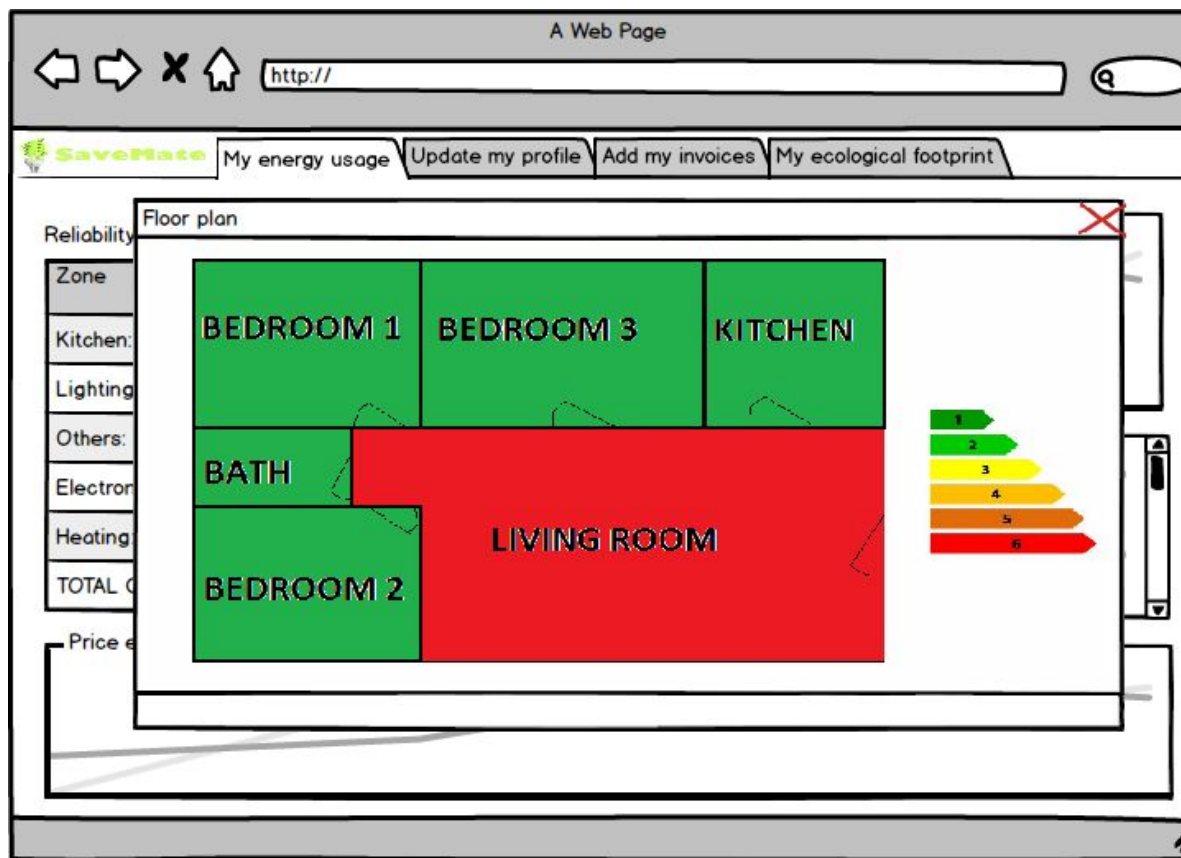 A Web Page
http://
SaveMate
My energy usage
Update my profile
Add my invoices
My ecological footprint
Floor plan
Reliability
Zone
Kitchen:
Lighting
Others:
Electron
Heating:
TOTAL C
Price e
BEDROOM 1
BEDROOM 3
KITCHEN
BATH
LIVING ROOM
BEDROOM 2
1
2
3
4
5
6